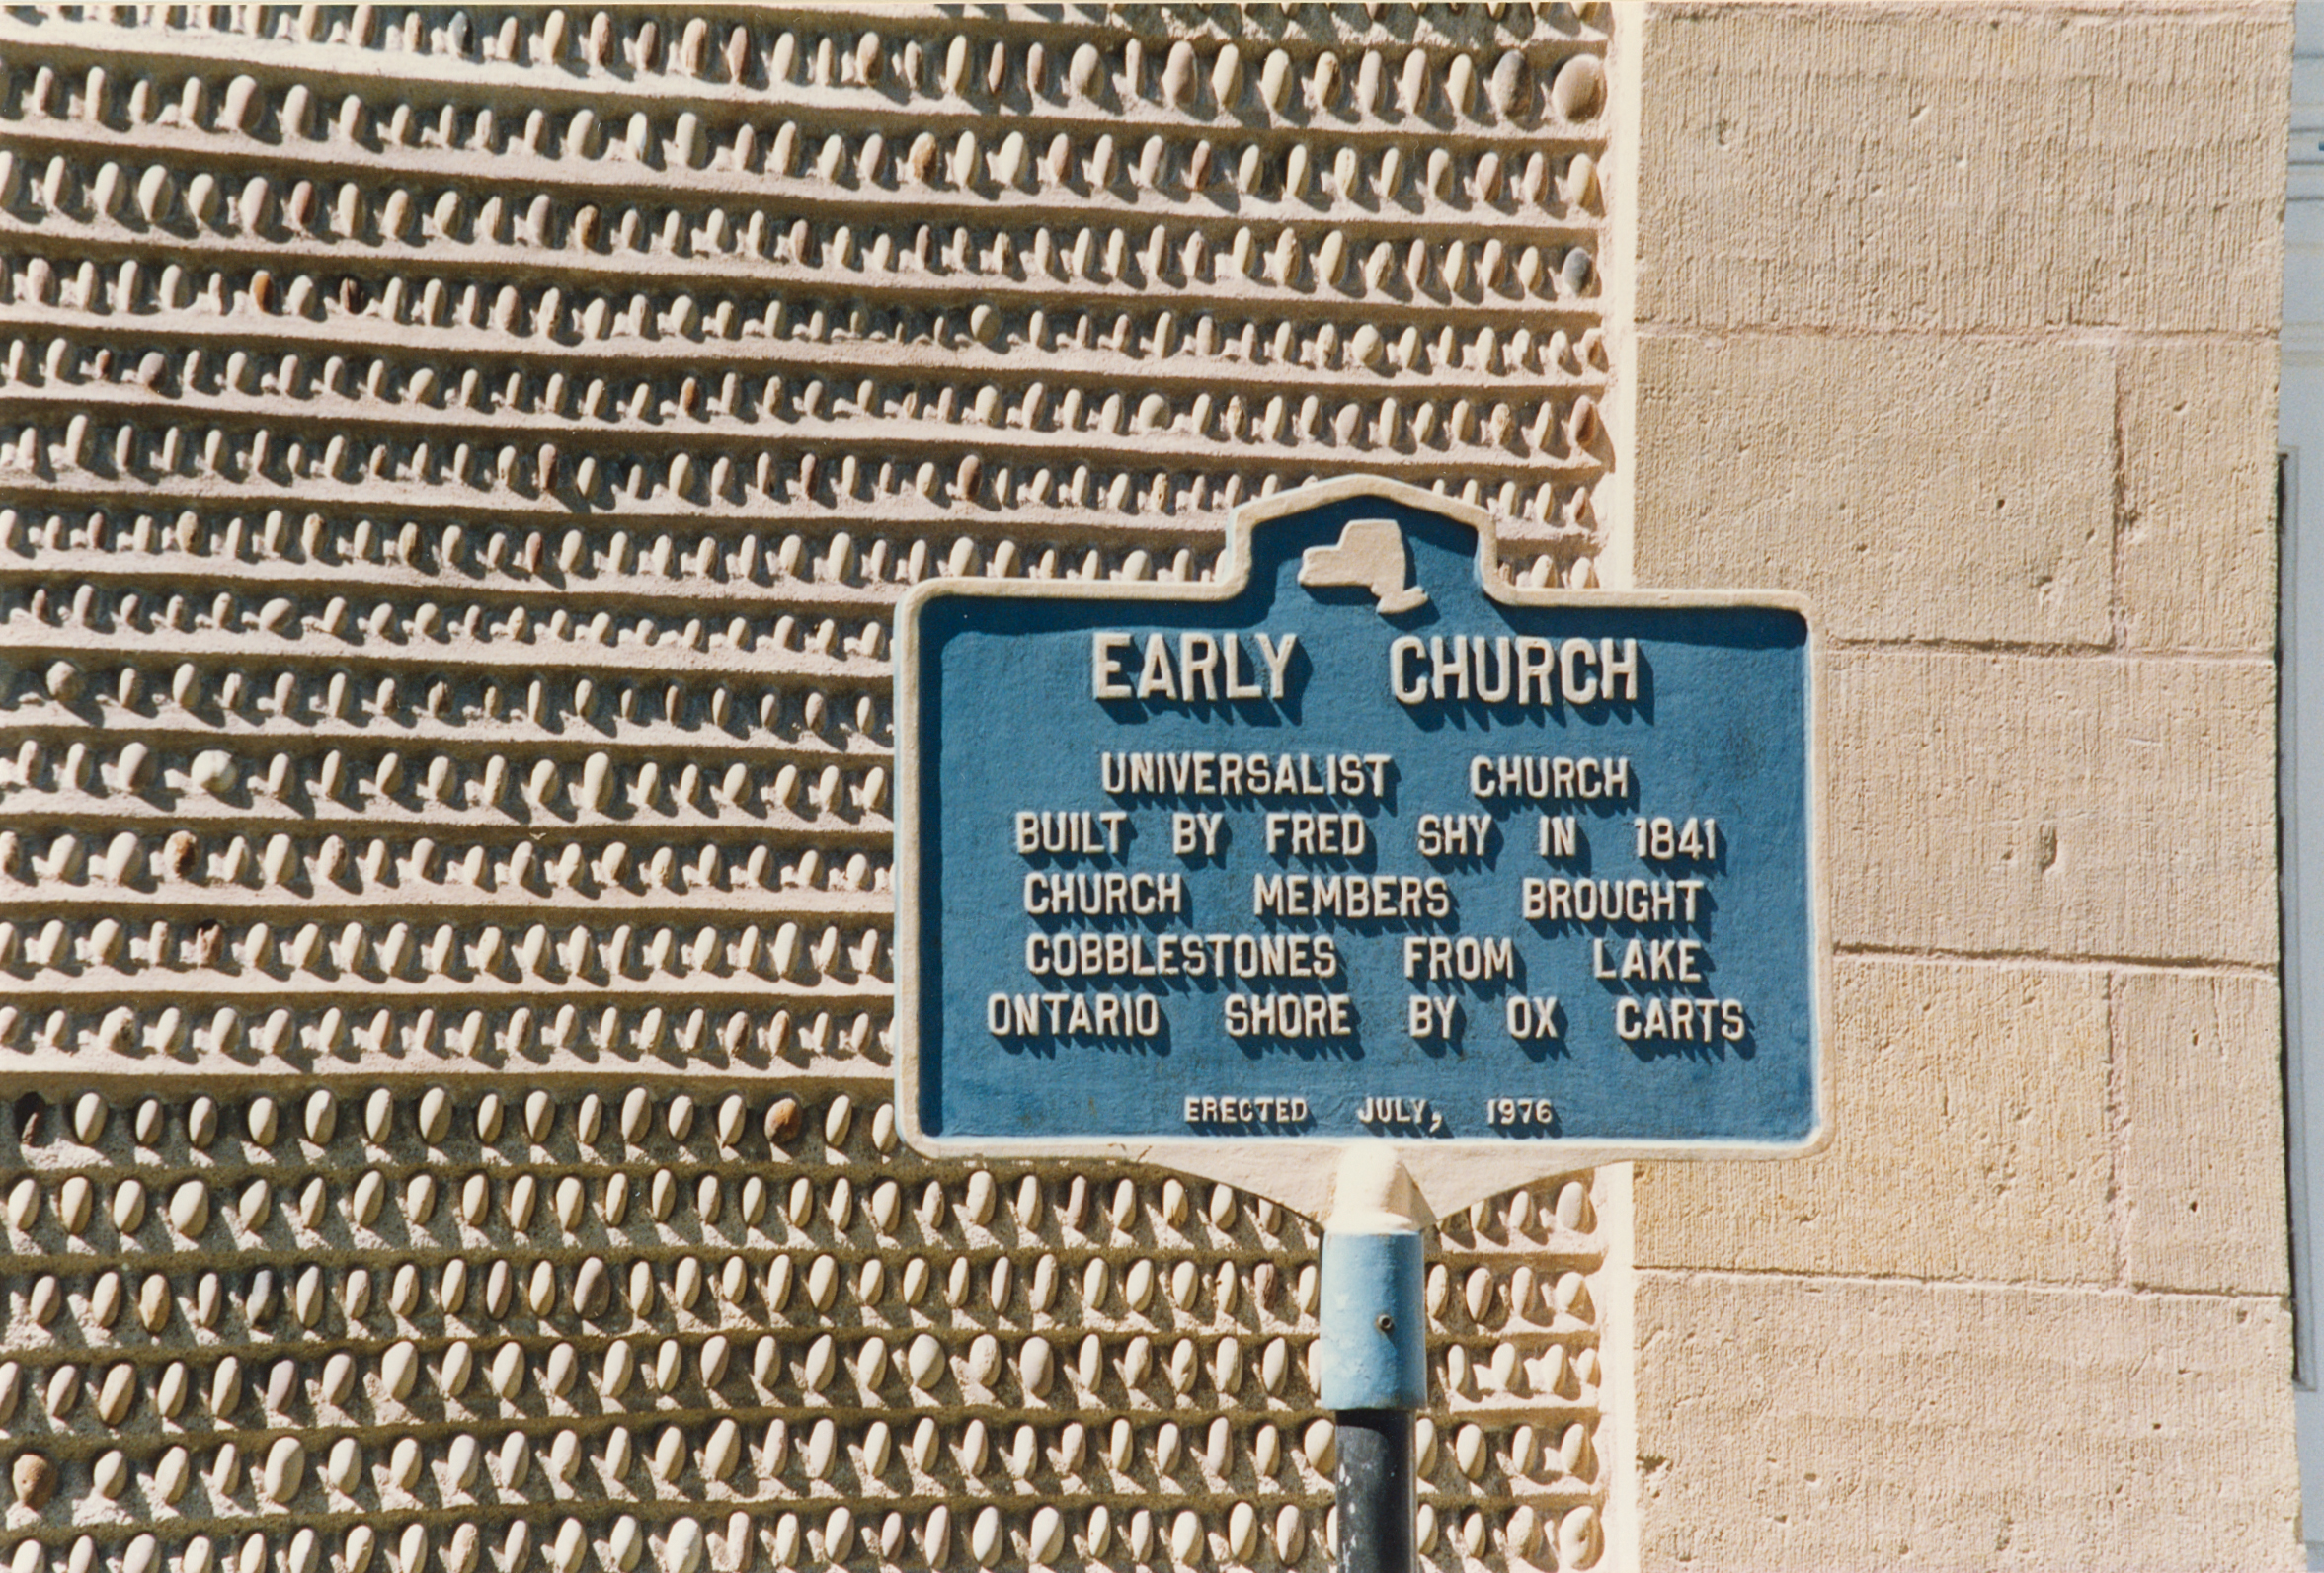 EARLY CHURCH
UNIVERSALIST CHURCH
BUILT BY FRED SHY IN 1841
CHURCH MEMBERS BROUGHT
COBBLESTONES FROM LAKE
ONTARIO SHORE BY OX CARTS
ERECTED JULY, 1976